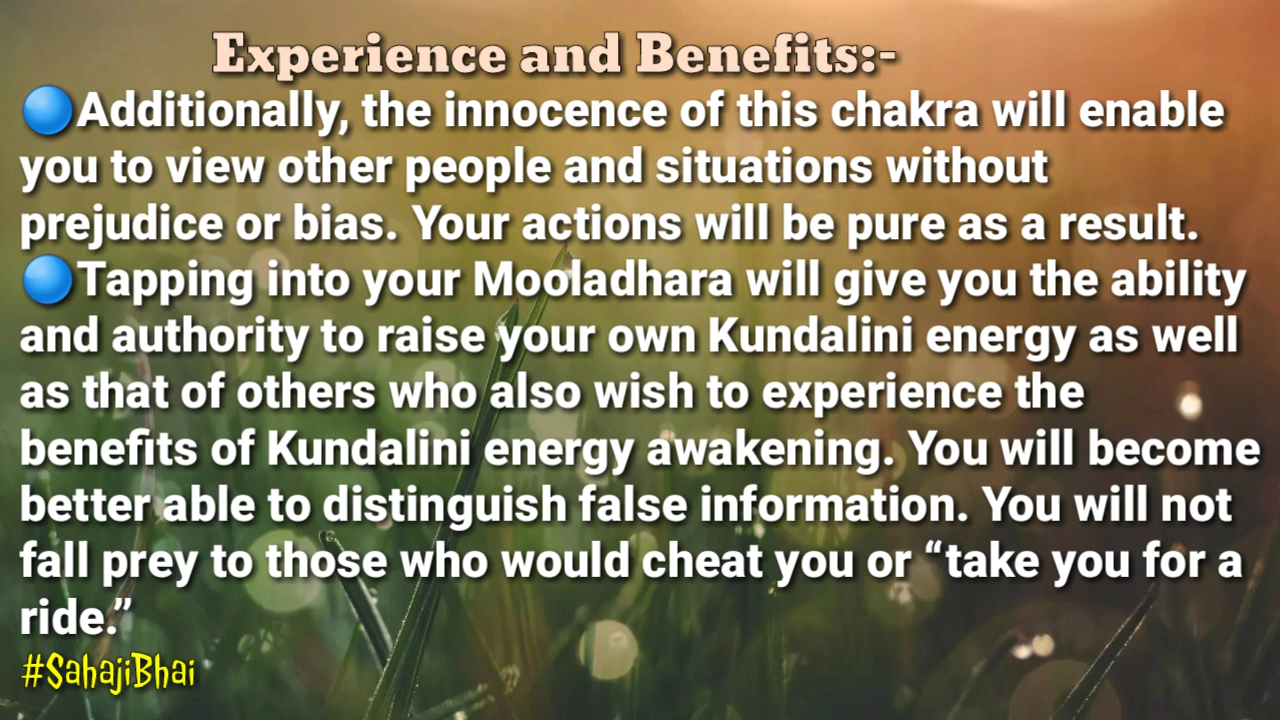 Experience and Benefits:-
🔵Additionally, the innocence of this chakra will enable
you to view other people and situations without
prejudice or bias. Your actions will be pure as a result.
🔵Tapping into your Mooladhara will give you the ability
and authority to raise your own Kundalini energy as well
as that of others who also wish to experience the
benefits of Kundalini energy awakening. You will become
better able to distinguish false information. You will not
fall prey to those who would cheat you or “take you for a
ride.”
#SahajiBhai